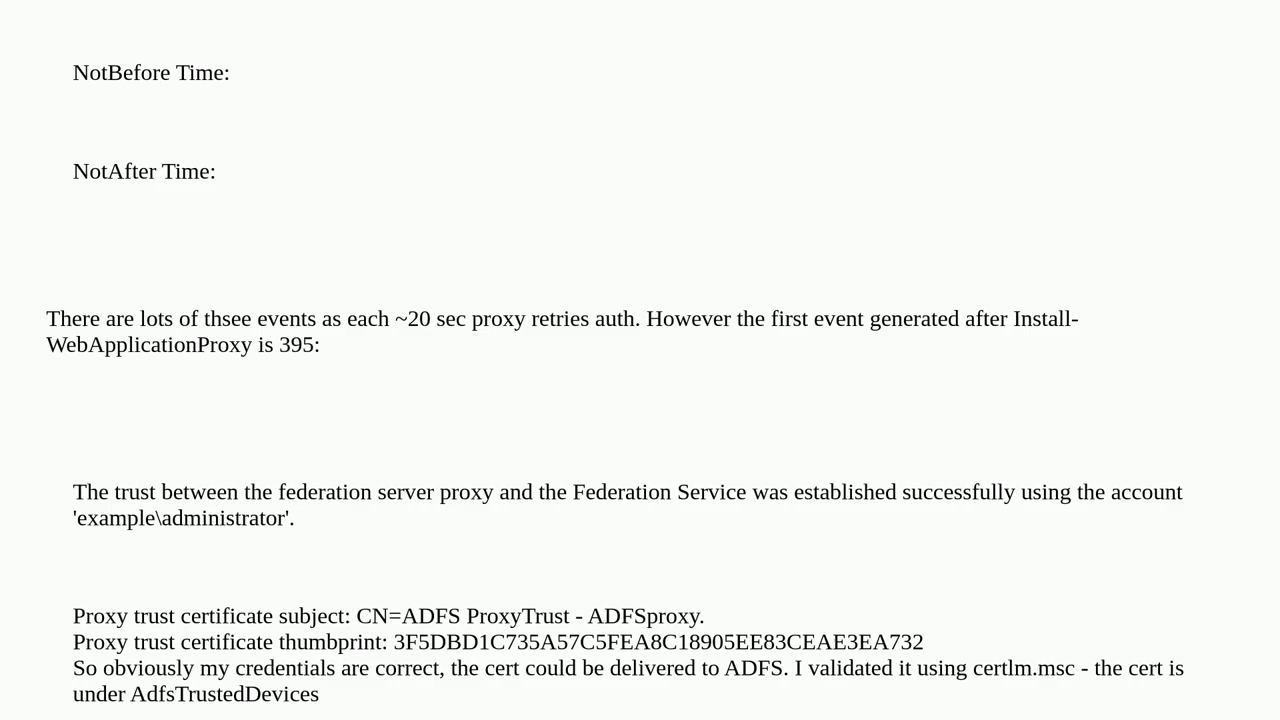 NotBefore Time:
NotAfter Time:
There are lots of thsee events as each ~20 sec proxy retries auth. However the first event generated after Install-
WebApplicationProxy is 395:
The trust between the federation server proxy and the Federation Service was established successfully using the account
'example\administrator'.
Proxy trust certificate subject: CN=ADFS ProxyTrust - ADFSproxy.
Proxy trust certificate thumbprint: 3F5DBD1C735A57C5FEA8C18905EE83CEAE3EA732
So obviously my credentials are correct, the cert could be delivered to ADFS. I validated it using certlm.msc - the cert is
under AdfsTrustedDevices